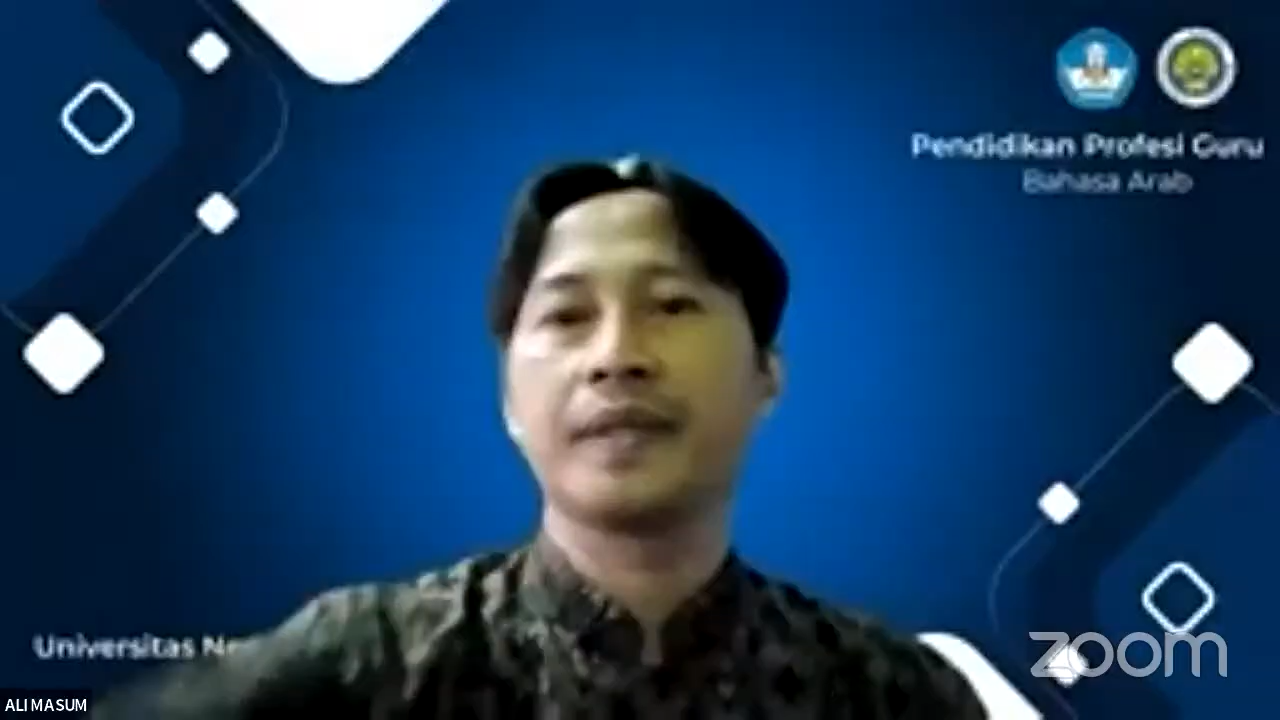 Pendidikan Profesi Guru
Bahasa Arab
Universitas Ne
zoom
ALI MASUM